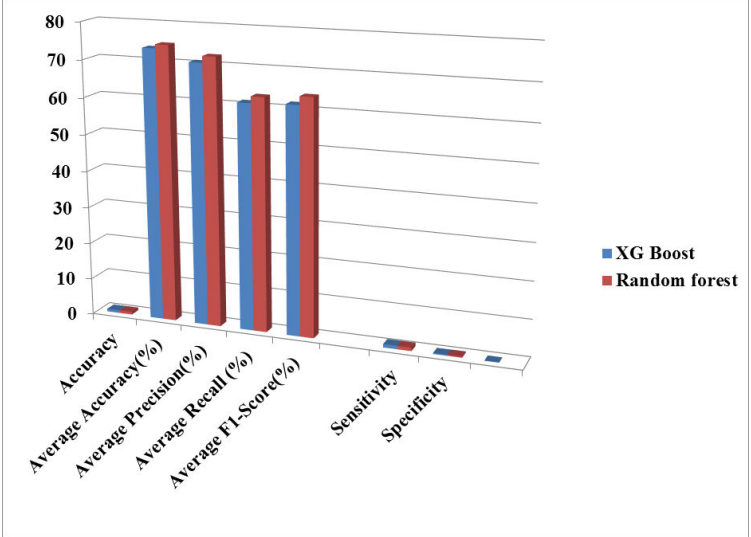 80
70
60
50
40
30
20
10
0
Accuracy
Average Accuracy(%)
Average Precision(%)
Average Recall (%)
Average F1-Score(%)
Sensitivity
Specificity
XG Boost
Random forest